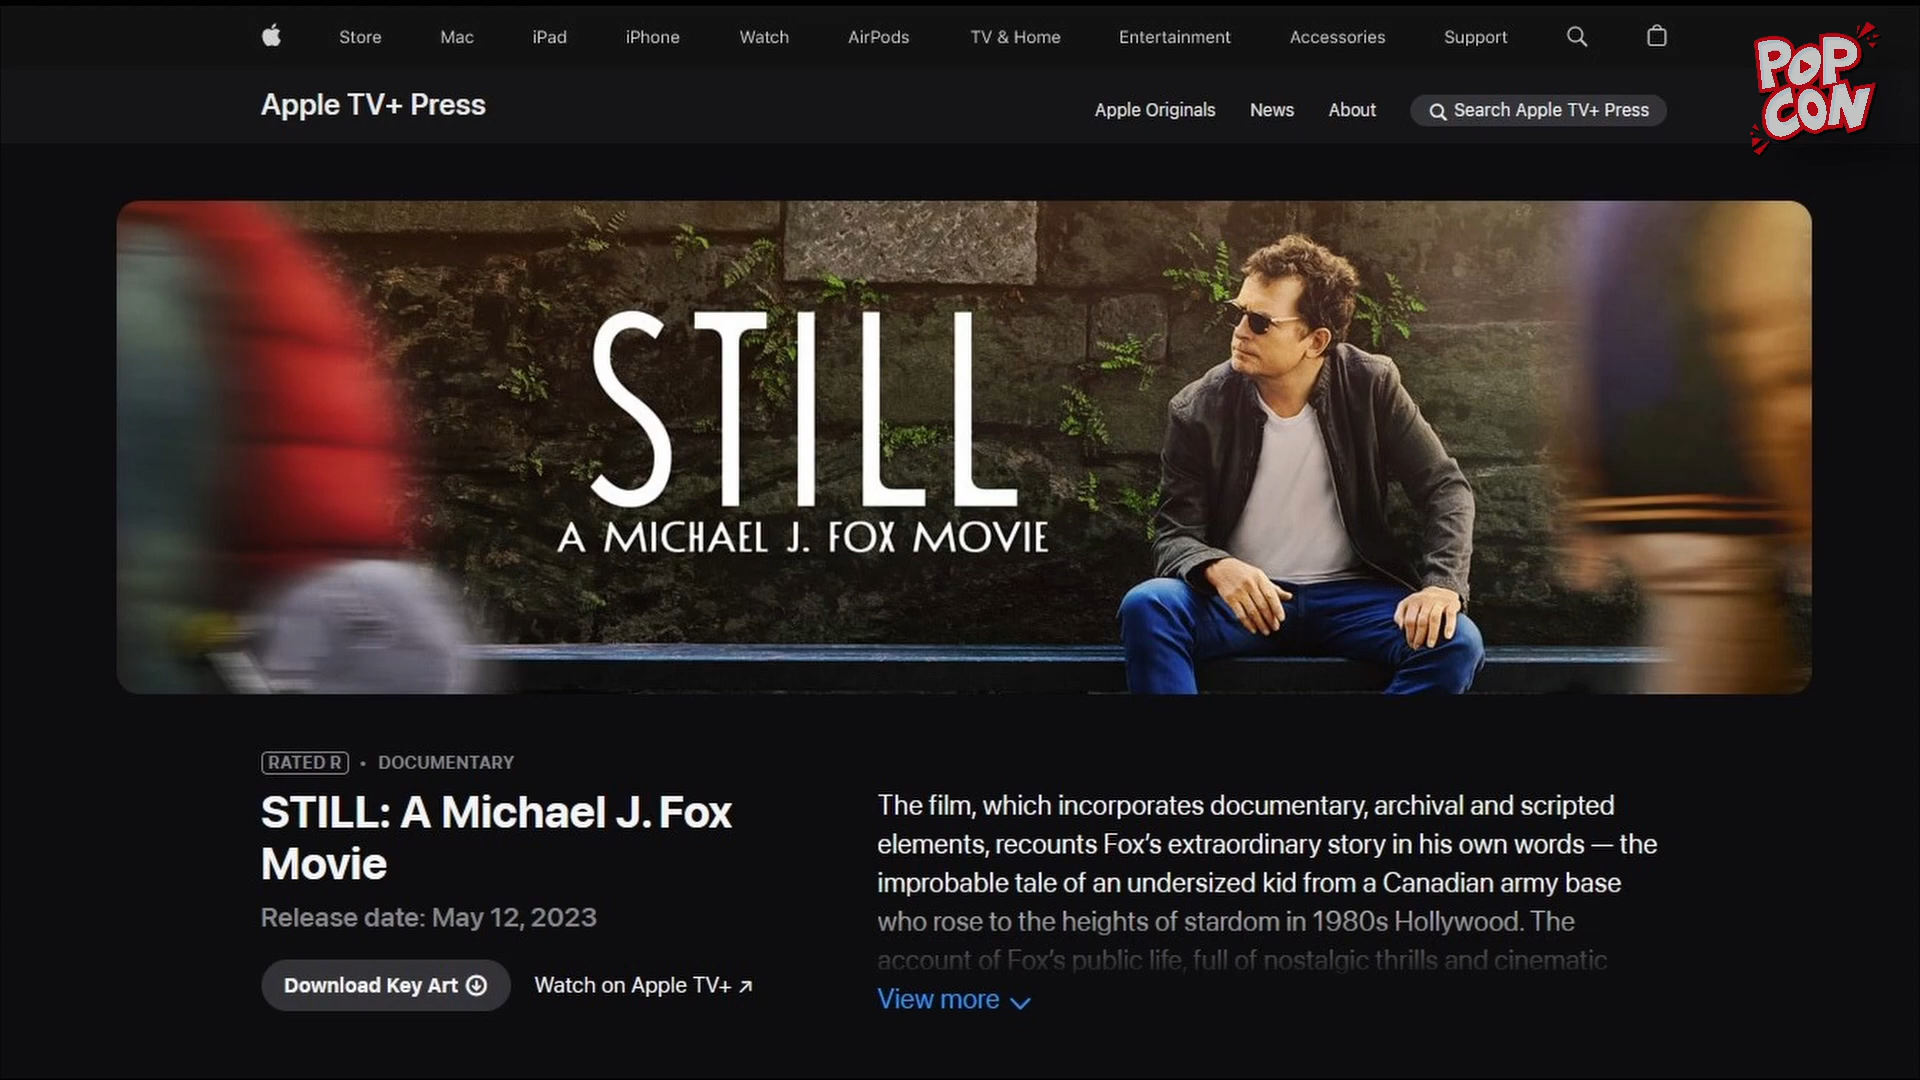 Store Mac iPad iPhone Watch AirPods TV & Home Entertainment Accessories Support
POP
CON
Apple TV+ Press
Apple Originals News About Search Apple TV+ Press
STILL
A MICHAEL J. FOX MOVIE
RATED R • DOCUMENTARY
STILL: A Michael J. Fox
Movie
Release date: May 12, 2023
Download Key Art
Watch on Apple TV+ ↗
The film, which incorporates documentary, archival and scripted
elements, recounts Fox’s extraordinary story in his own words — the
improbable tale of an undersized kid from a Canadian army base
who rose to the heights of stardom in 1980s Hollywood. The
account of Fox’s public life, full of nostalgic thrills and cinematic
View more